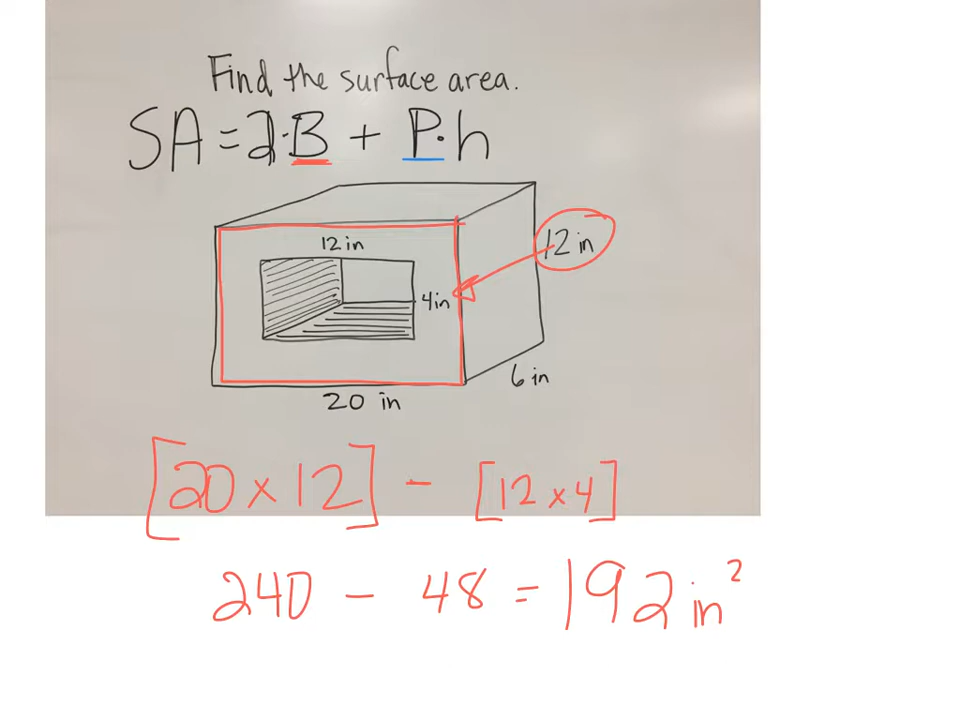 Find the surface area.
SA = 2·B + P·h
12 in
12 in
4 in
6 in
20 in
[20 x 12] - [12 x 4]
240 - 48 = 192 in²